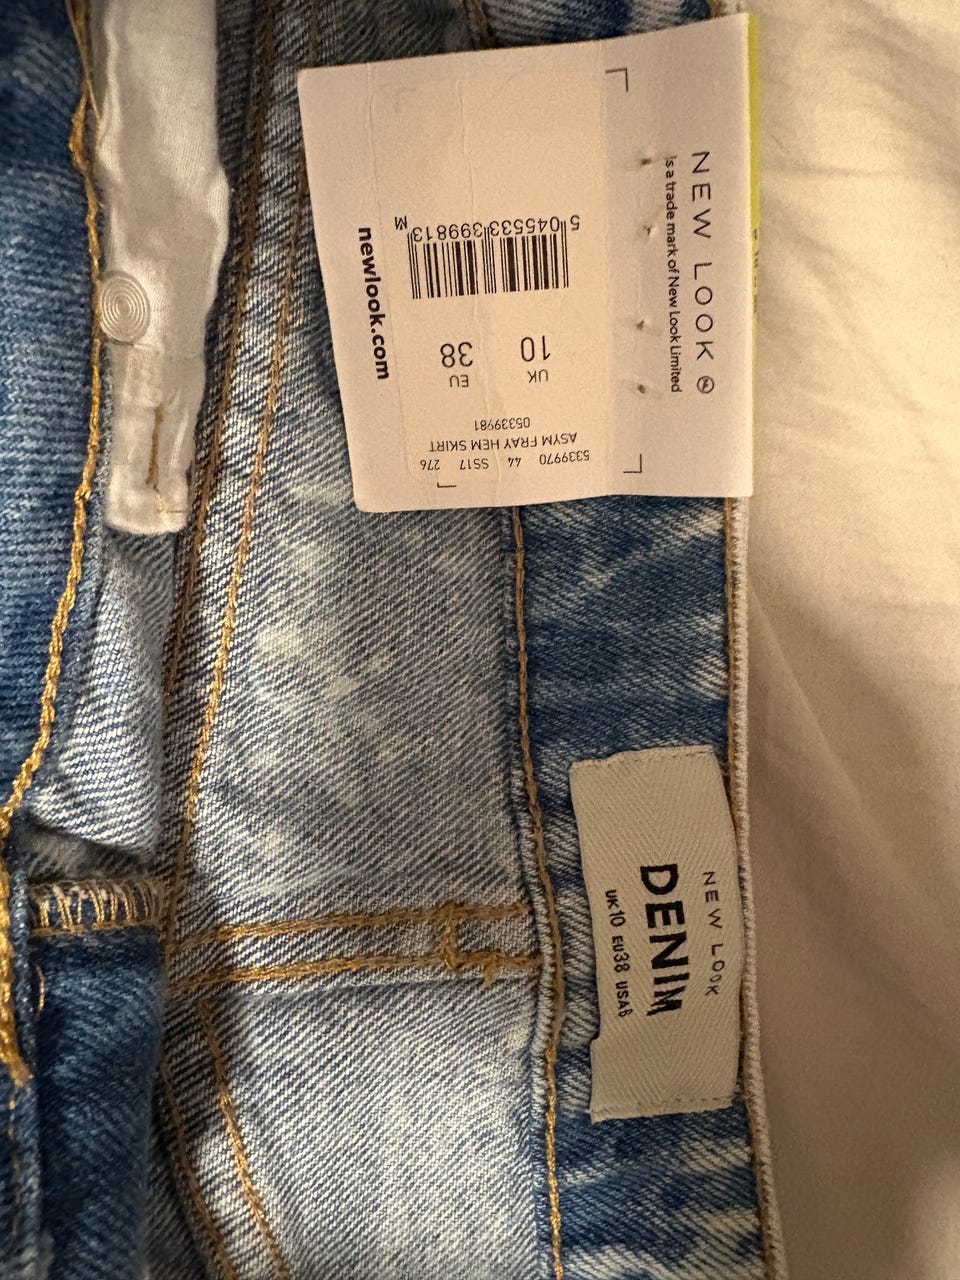 NEW LOOK
is a trade mark of New Look Limited
5339970 44 SS17 276
ASYM FRAY HEM SKIRT
05339981
UK EU
10 38
5 045533 399813 M
newlook.com
NEW LOOK
DENIM
UK10 EU38 USA6